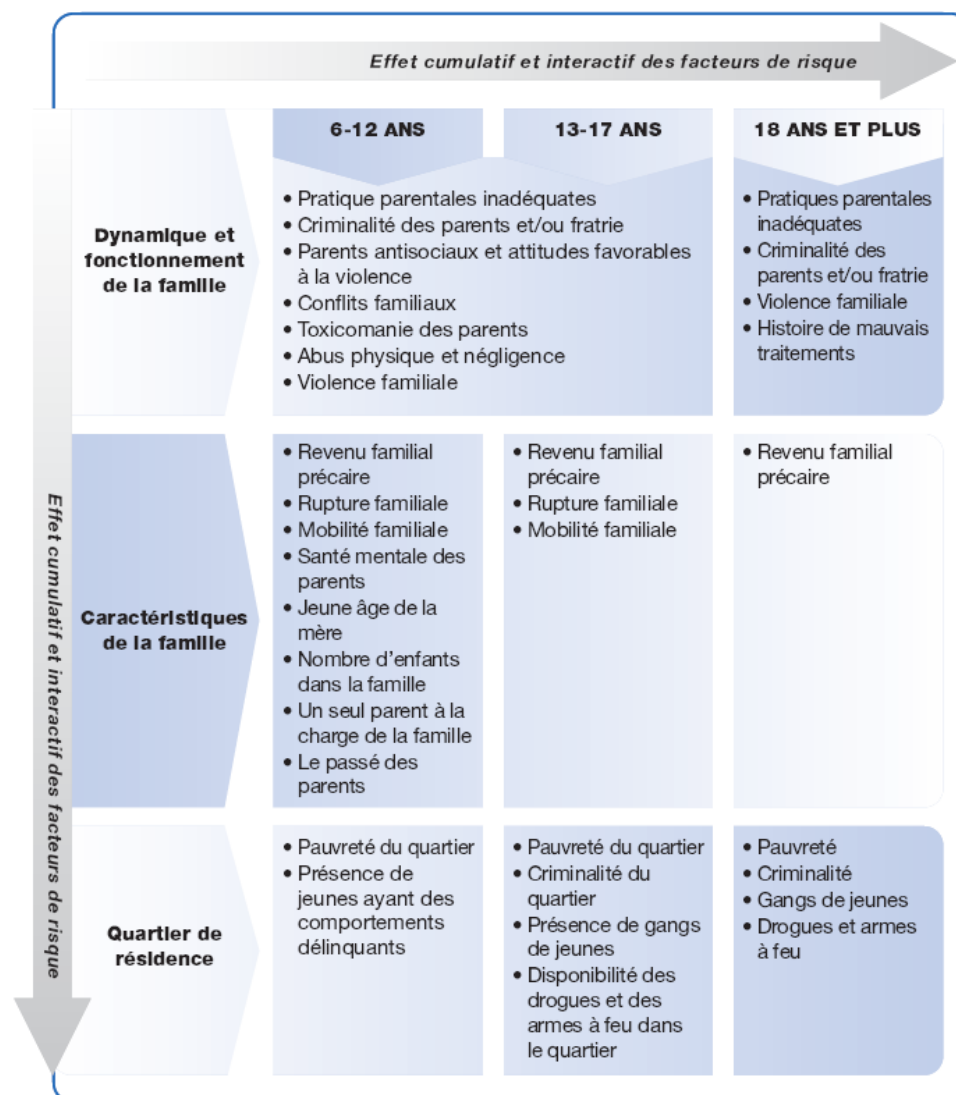 Effet cumulatif et interactif des facteurs de risque
Effet cumulatif et interactif des facteurs de risque
6-12 ANS
13-17 ANS
18 ANS ET PLUS
Dynamique et
fonctionnement
de la famille
• Pratique parentales inadéquates
• Criminalité des parents et/ou fratrie
• Parents antisociaux et attitudes favorables
à la violence
• Conflits familiaux
• Toxicomanie des parents
• Abus physique et négligence
• Violence familiale
• Pratiques parentales
inadéquates
• Criminalité des
parents et/ou fratrie
• Violence familiale
• Histoire de mauvais
traitements
Caractéristiques
de la famille
• Revenu familial
précaire
• Rupture familiale
• Mobilité familiale
• Santé mentale des
parents
• Jeune âge de la
mère
• Nombre d'enfants
dans la famille
• Un seul parent à la
charge de la famille
• Le passé des
parents
• Revenu familial
précaire
• Rupture familiale
• Mobilité familiale
• Revenu familial
précaire
Quartier de
résidence
• Pauvreté du quartier
• Présence de
jeunes ayant des
comportements
délinquants
• Pauvreté du quartier
• Criminalité du
quartier
• Présence de gangs
de jeunes
• Disponibilité des
drogues et des
armes à feu dans
le quartier
• Pauvreté
• Criminalité
• Gangs de jeunes
• Drogues et armes
à feu